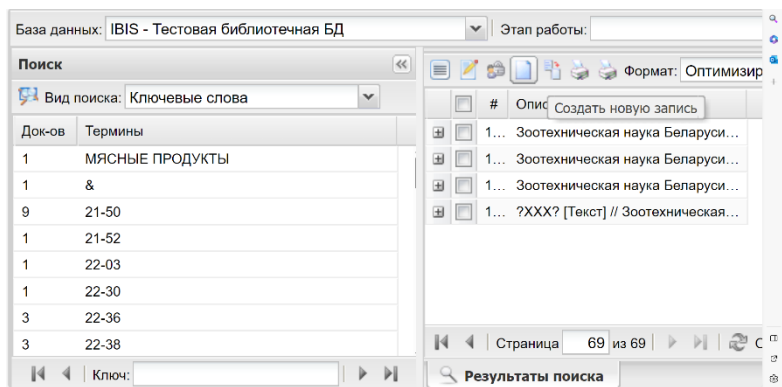 База данных: IBIS - Тестовая библиотечная БД Этап работы:
Поиск
Вид поиска: Ключевые слова
Док-ов Термины
1 МЯСНЫЕ ПРОДУКТЫ
1 &
9 21-50
1 21-52
1 22-03
1 22-30
3 22-36
3 22-38
Ключ:
Формат: Оптимизир
# Опис
Создать новую запись
1... Зоотехническая наука Беларуси...
1... Зоотехническая наука Беларуси...
1... Зоотехническая наука Беларуси...
1... ?XXX? [Текст] // Зоотехническая...
Страница 69 из 69 С
Результаты поиска